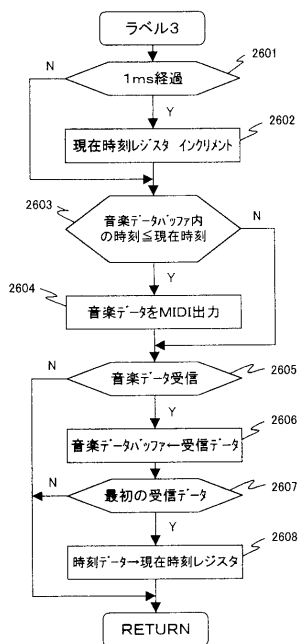 ラベル3
1ms経過
2601
N
Y
現在時刻レジスタ インクリメント
2602
2603
音楽データバッファ内
の時刻≦現在時刻
N
Y
2604
音楽データをMIDI出力
N
音楽データ受信
2605
Y
2606
音楽データバッファ←受信データ
N
最初の受信データ
2607
Y
2608
時刻データ→現在時刻レジスタ
RETURN